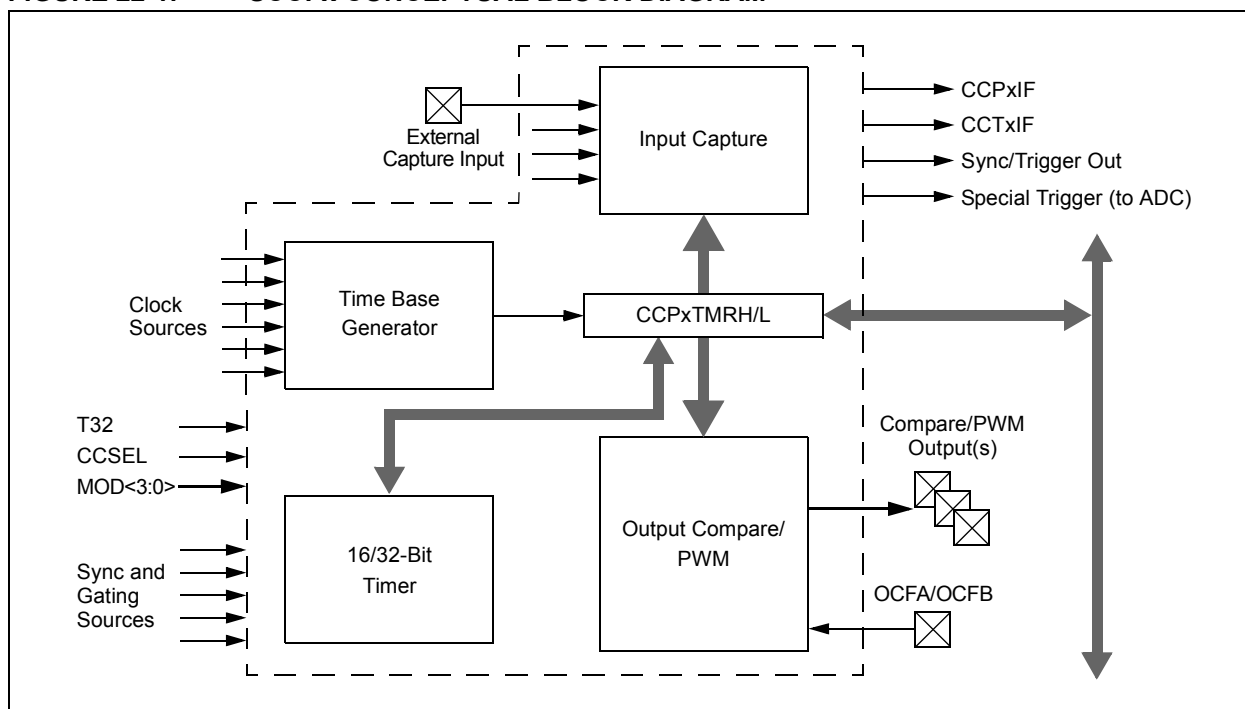 External
Capture Input
Input Capture
CCPxIF
CCTxIF
Sync/Trigger Out
Special Trigger (to ADC)
Clock
Sources
Time Base
Generator
CCPxTMRH/L
T32
CCSEL
MOD<3:0>
Compare/PWM
Output(s)
16/32-Bit
Timer
Output Compare/
PWM
Sync and
Gating
Sources
OCFA/OCFB